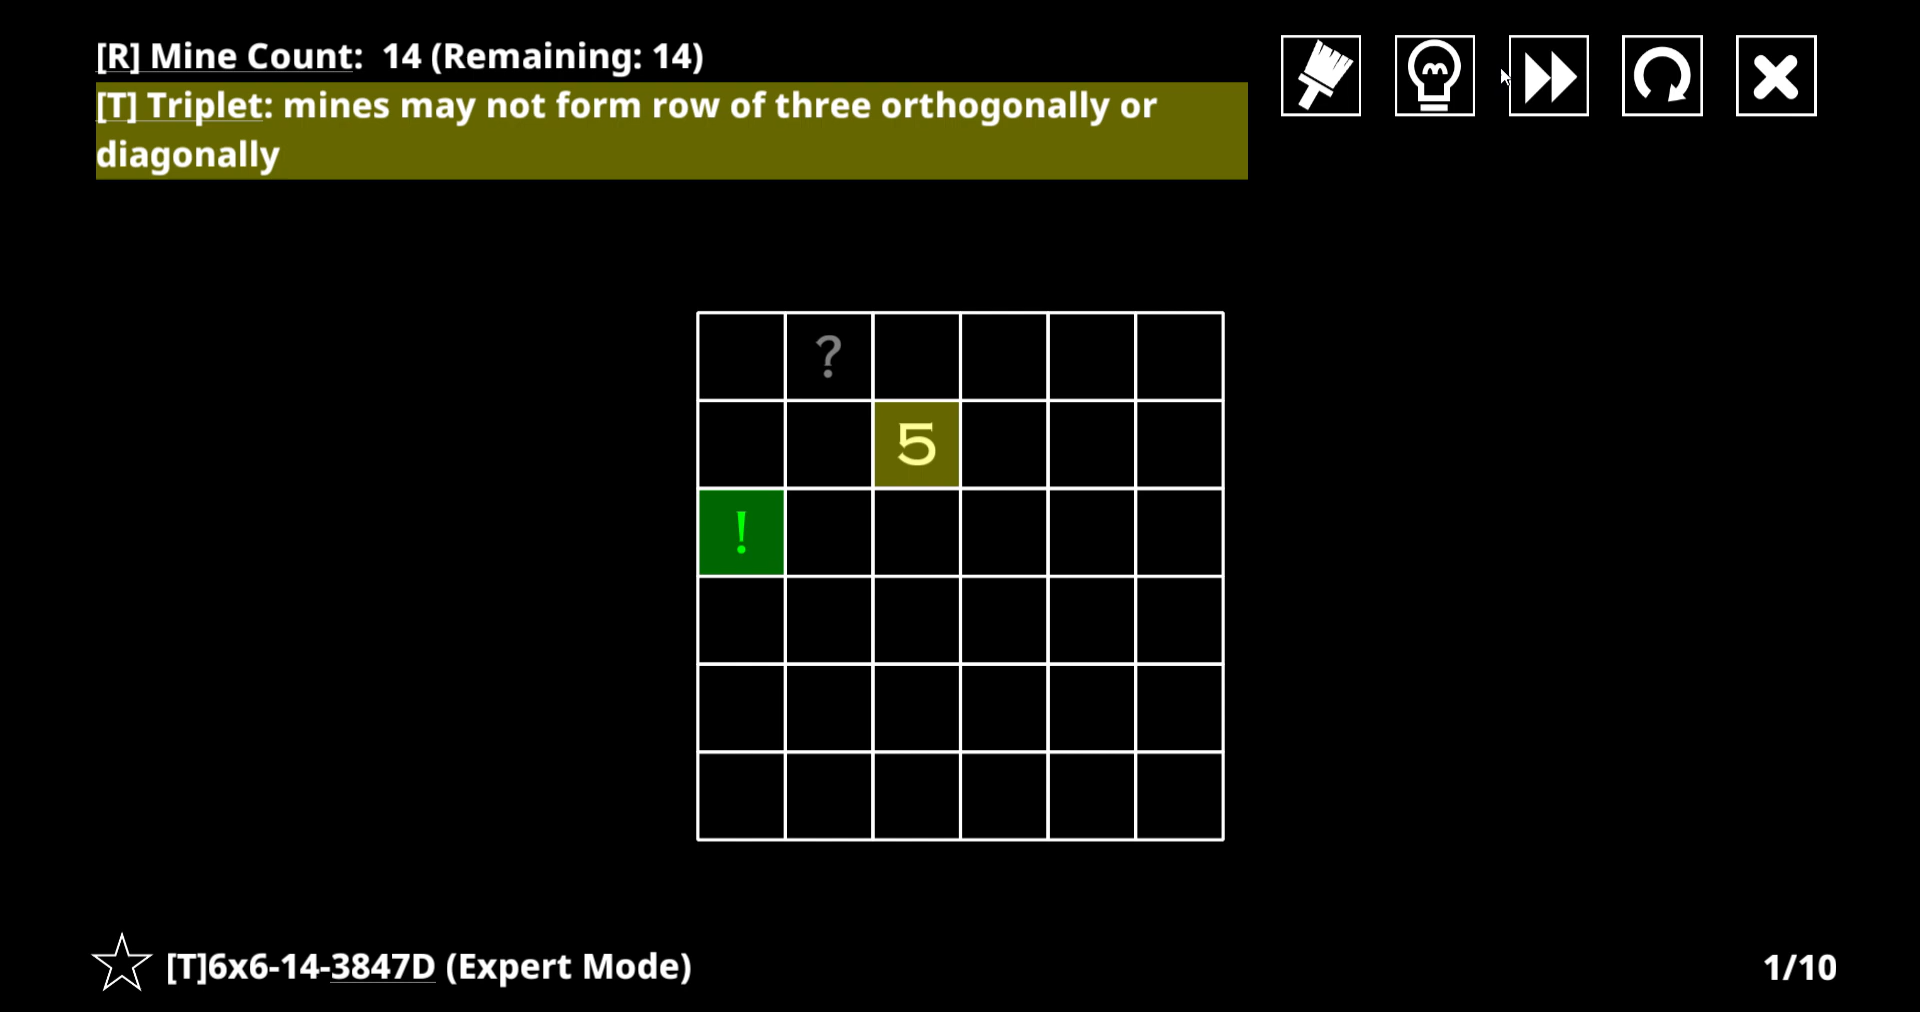 [R] Mine Count:  14 (Remaining: 14)
[T] Triplet: mines may not form row of three orthogonally or
diagonally
?
5
!
[T]6x6-14-3847D (Expert Mode)
1/10